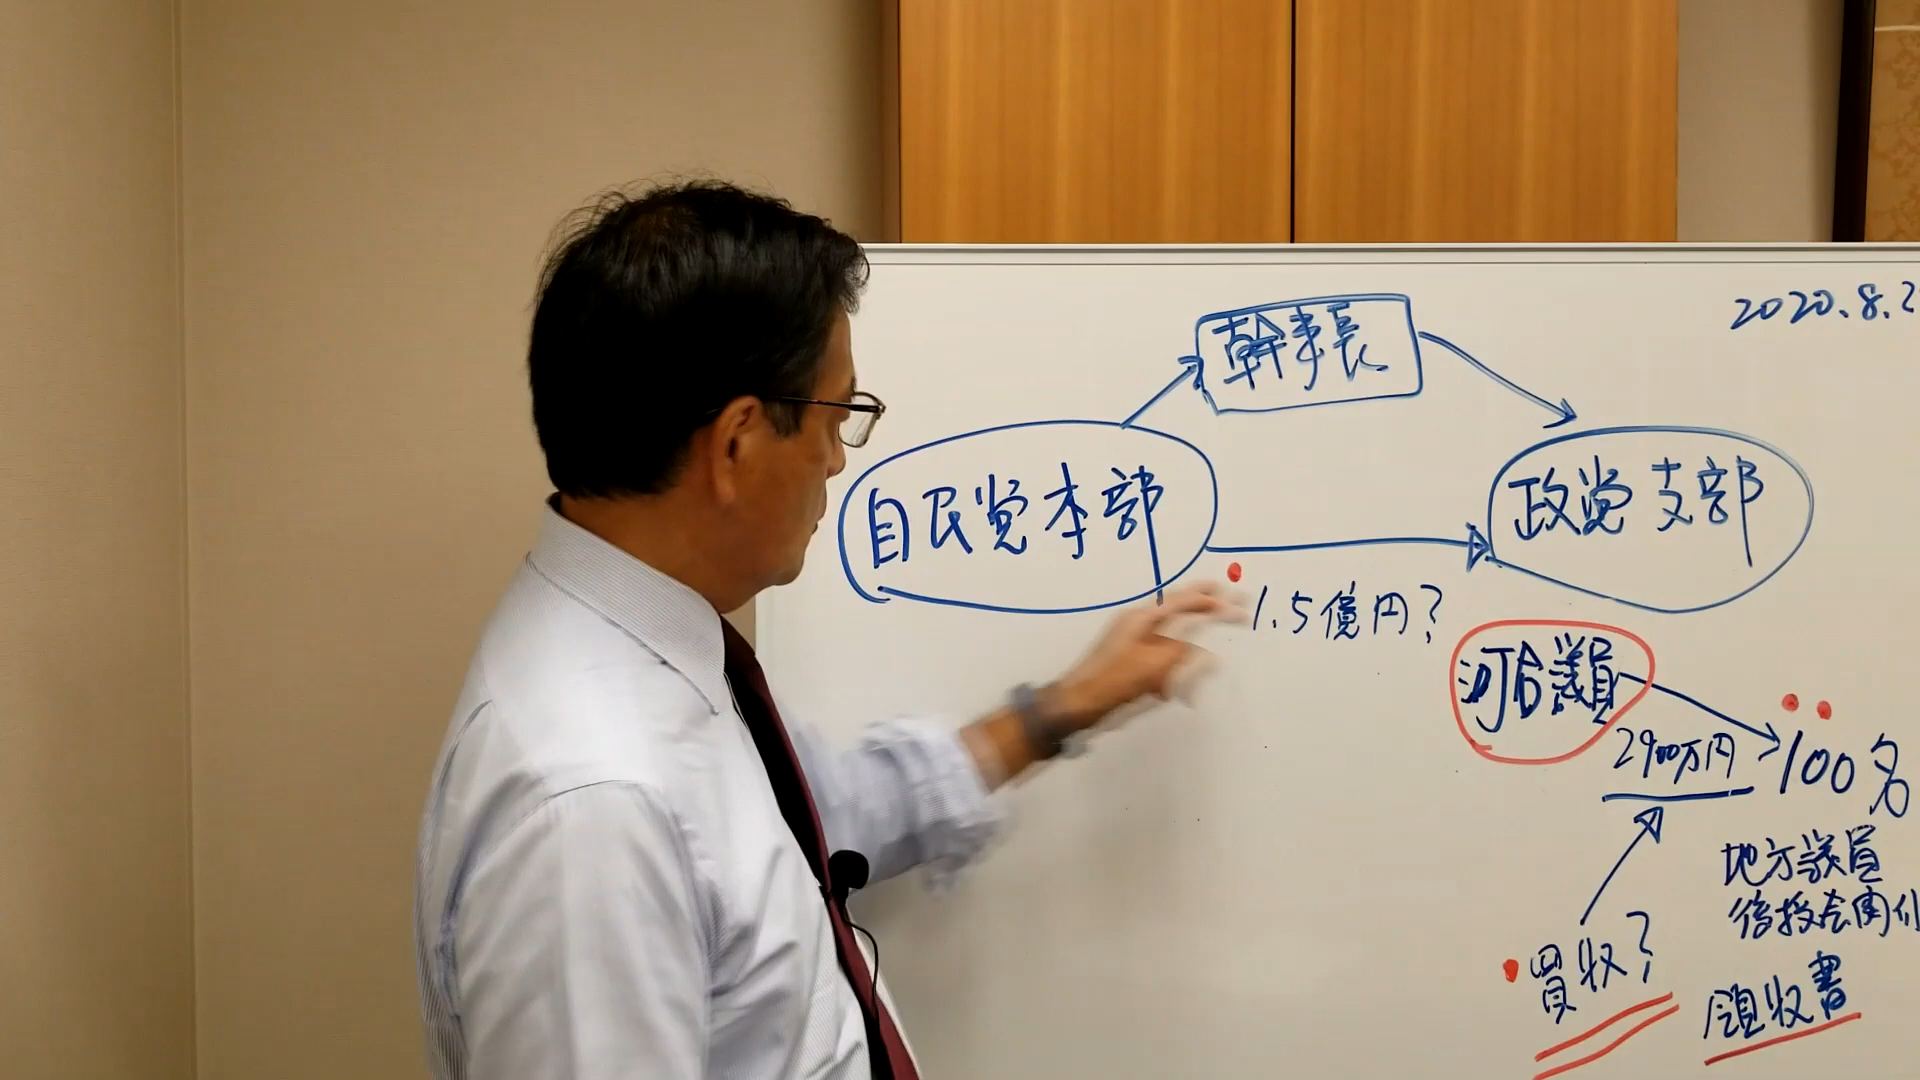 2020.8.2
幹事長
自民党本部
政党支部
1.5億円?
河合議員
2900万円
100名
地方議員
後援会関係
買収?
領収書